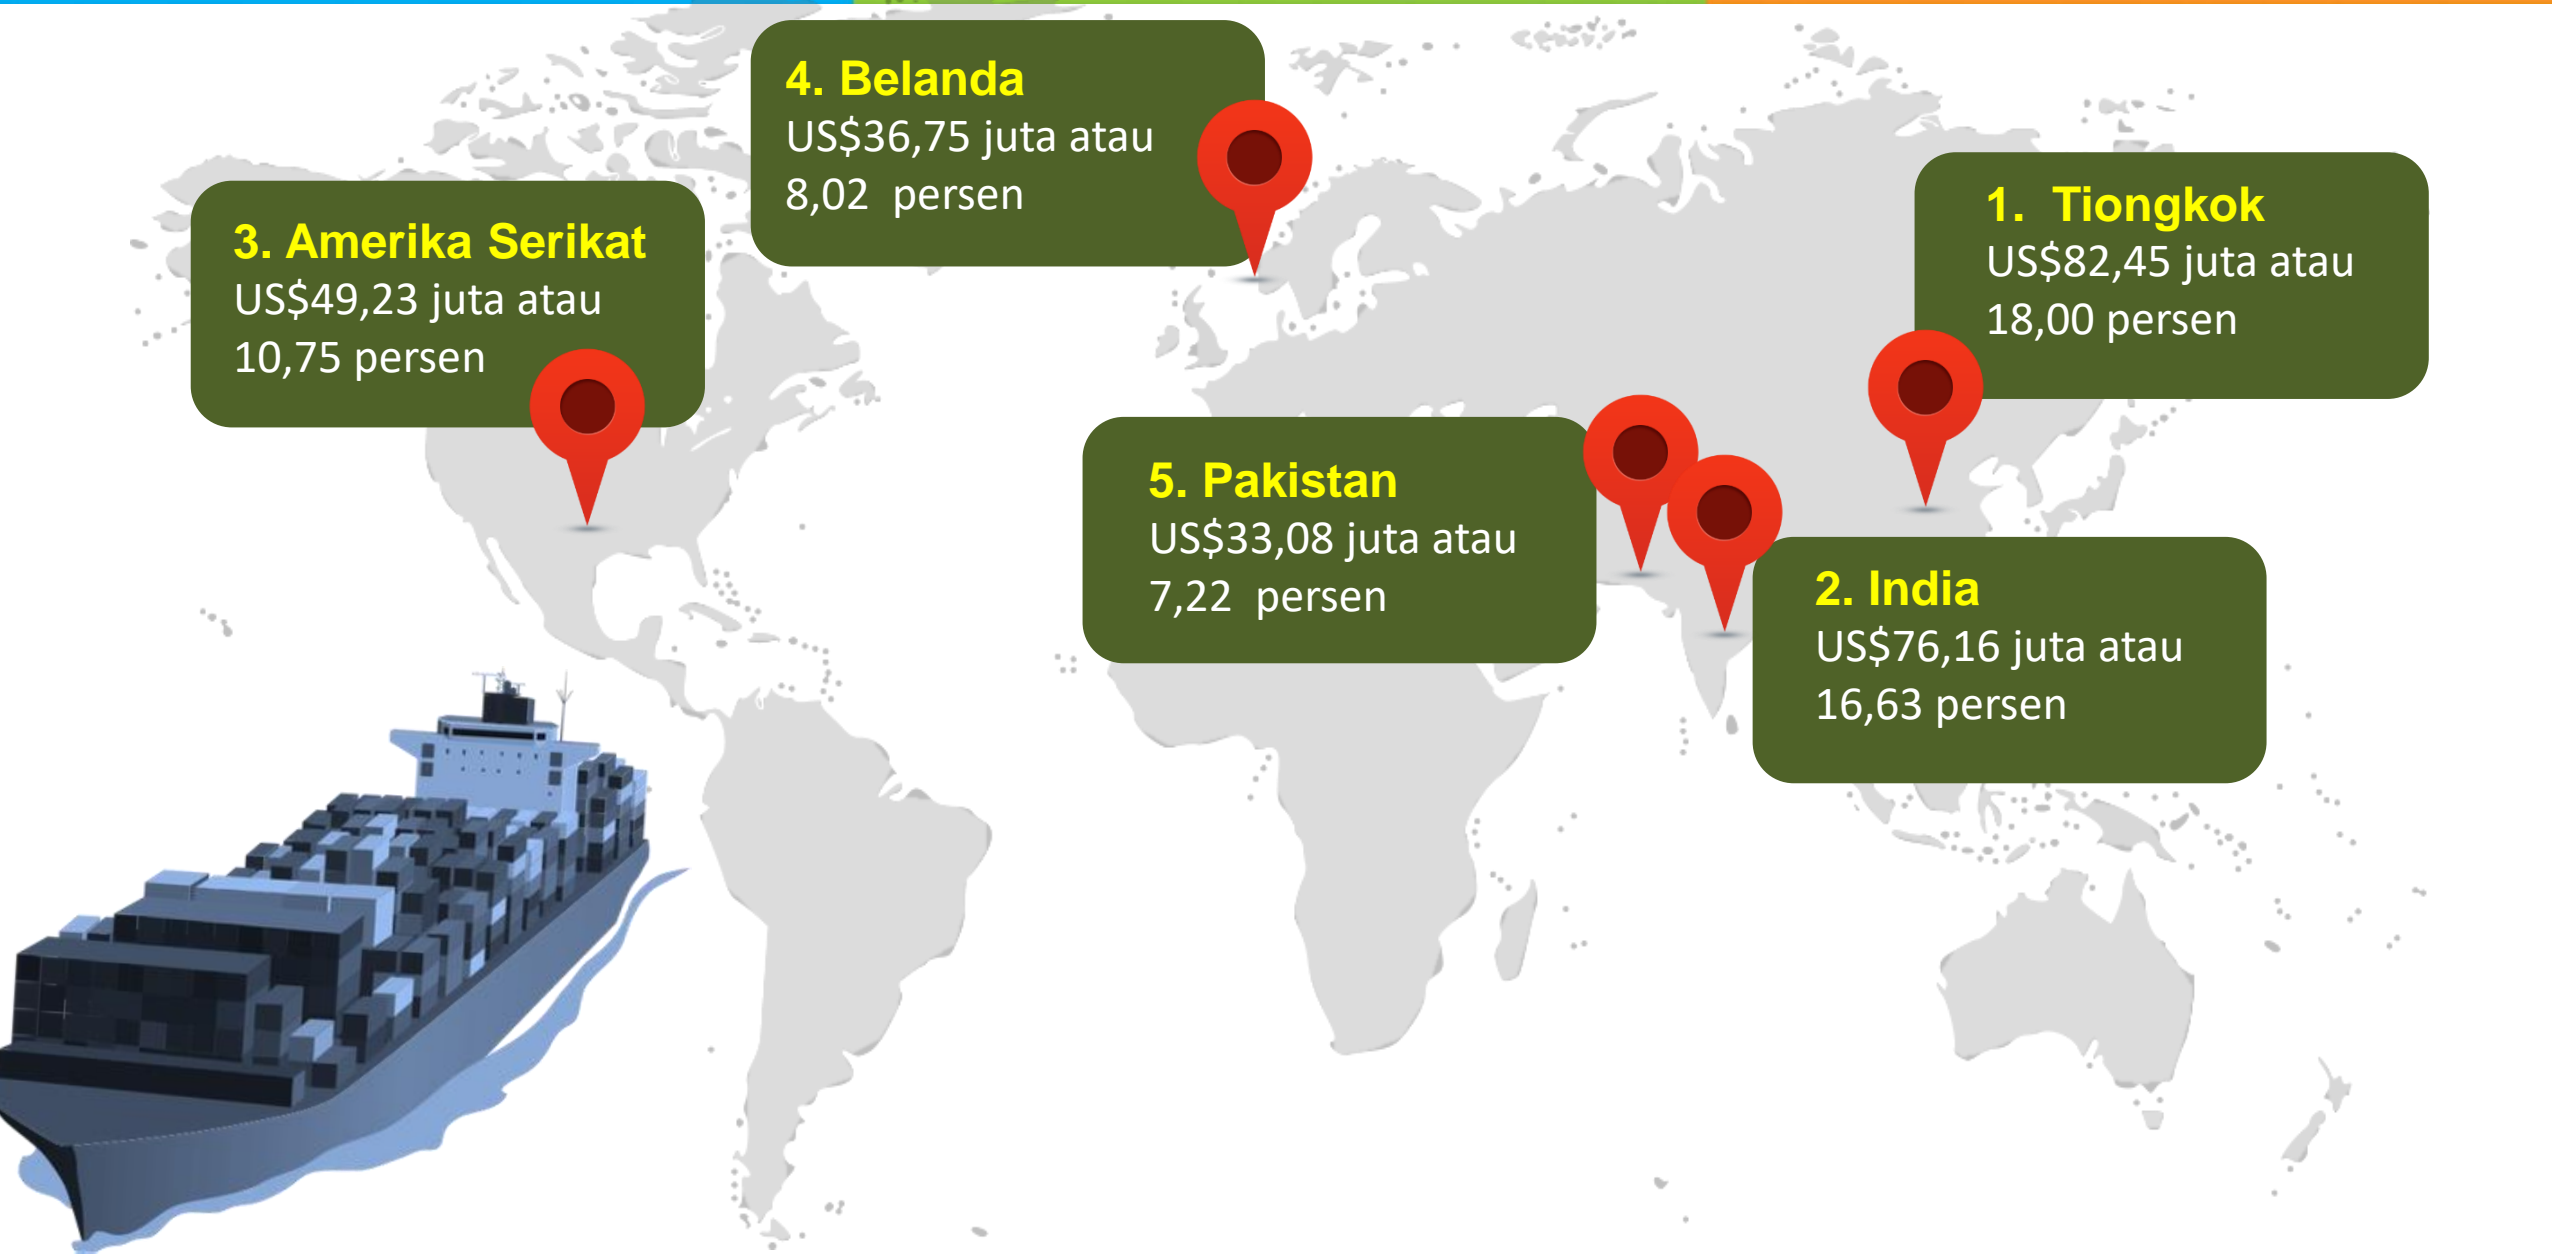 4. Belanda
US$36,75 juta atau
8,02 persen
3. Amerika Serikat
US$49,23 juta atau
10,75 persen
1. Tiongkok
US$82,45 juta atau
18,00 persen
5. Pakistan
US$33,08 juta atau
7,22 persen
2. India
US$76,16 juta atau
16,63 persen